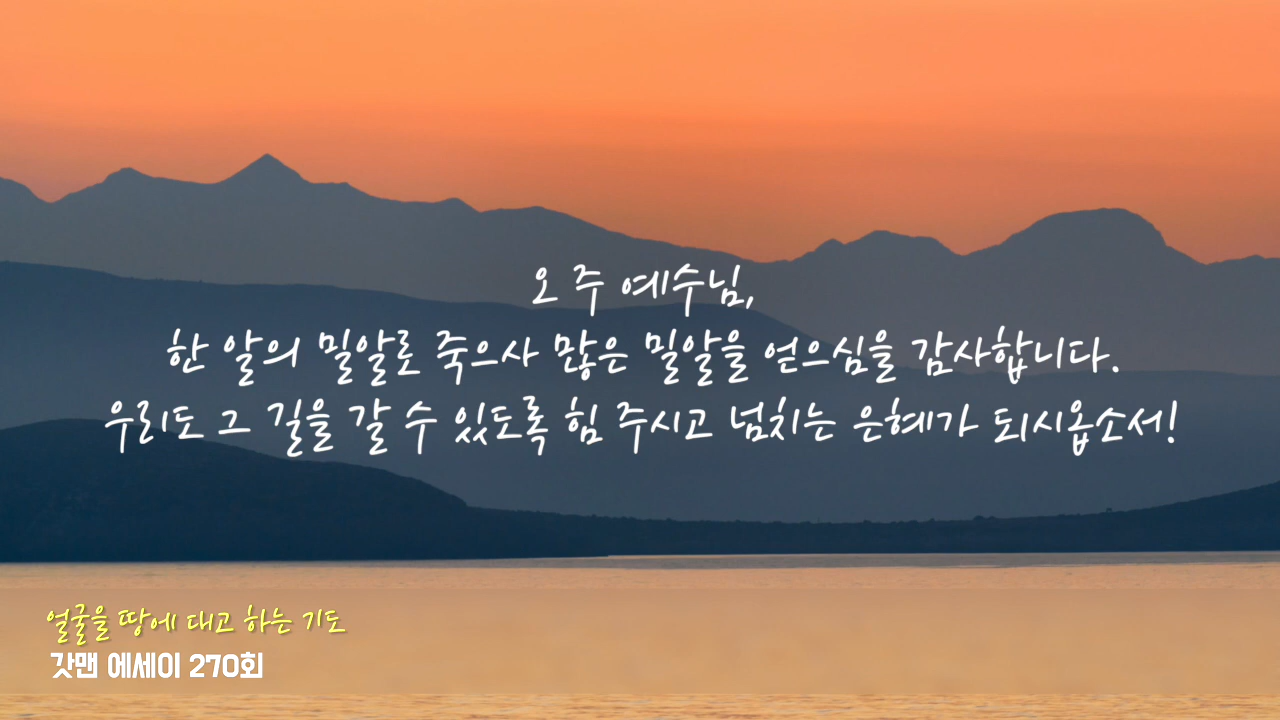 오 주 예수님,
한 알의 밀알로 죽으사 많은 밀알을 얻으심을 감사합니다.
우리도 그 길을 갈 수 있도록 힘 주시고 넘치는 은혜가 되시옵소서!
얼굴을 땅에 대고 하는 기도
갓맨 에세이 270회